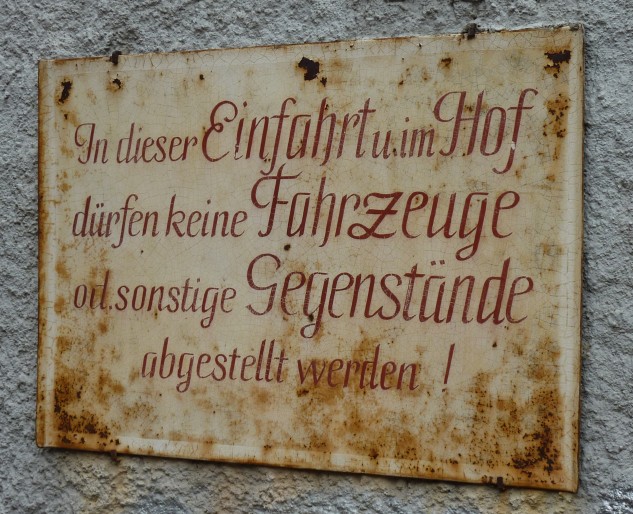 In dieser Einfahrt u. im Hof
dürfen keine Fahrzeuge
od. sonstige Gegenstände
abgestellt werden !